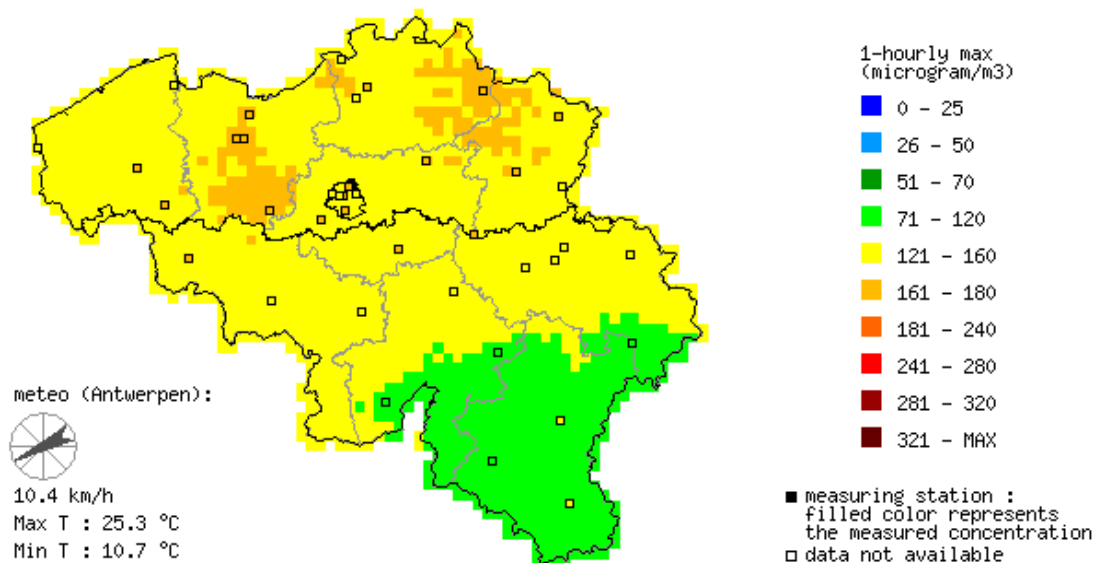 1-hourly max
(microgram/m3)
0 - 25
26 - 50
51 - 70
71 - 120
121 - 160
161 - 180
181 - 240
241 - 280
281 - 320
321 - MAX
meteo (Antwerpen):
10.4 km/h
Max T : 25.3 °C
Min T : 10.7 °C
measuring station :
filled color represents
the measured concentration
data not available